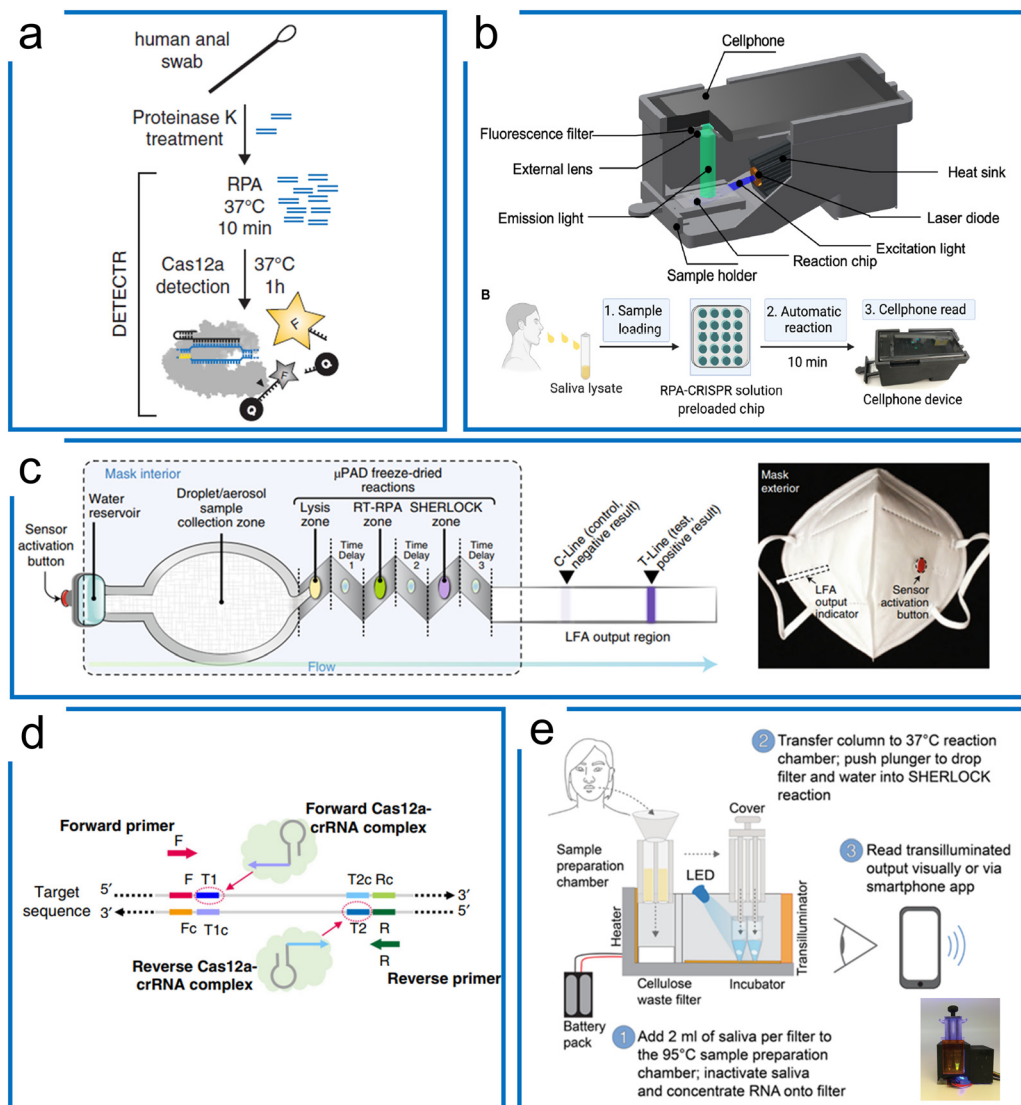 a
human anal
swab
Proteinase K
treatment
RPA
37°C
10 min
Cas12a
detection
37°C
1h
DETECTR
F
F
Q
Q
b
Cellphone
Fluorescence filter
External lens
Emission light
Sample holder
Heat sink
Laser diode
Excitation light
Reaction chip
B
Saliva lysate
1. Sample
loading
RPA-CRISPR solution
preloaded chip
2. Automatic
reaction
10 min
3. Cellphone read
Cellphone device
c
Mask interior
Water
reservoir
Sensor
activation
button
Droplet/aerosol
sample
collection zone
µPAD freeze-dried
reactions
Lysis
zone
RT-RPA
zone
SHERLOCK
zone
Time
Delay
1
Time
Delay
2
Time
Delay
3
C-Line (control,
negative result)
T-Line (test,
positive result)
LFA output region
Flow
Mask
exterior
LFA
output
indicator
Sensor
activation
button
d
Forward primer
F
Forward Cas12a-
crRNA complex
F T1 T2c Rc
Target
sequence
5′ 3′
3′ 5′
Fc T1c T2 R
R
Reverse Cas12a-
crRNA complex
Reverse primer
e
2 Transfer column to 37°C reaction
chamber; push plunger to drop
filter and water into SHERLOCK
reaction
Sample
preparation
chamber
Cover
LED
Heater
Transilluminator
Cellulose
waste filter
Incubator
Battery
pack
3 Read transilluminated
output visually or via
smartphone app
1 Add 2 ml of saliva per filter to
the 95°C sample preparation
chamber; inactivate saliva
and concentrate RNA onto filter